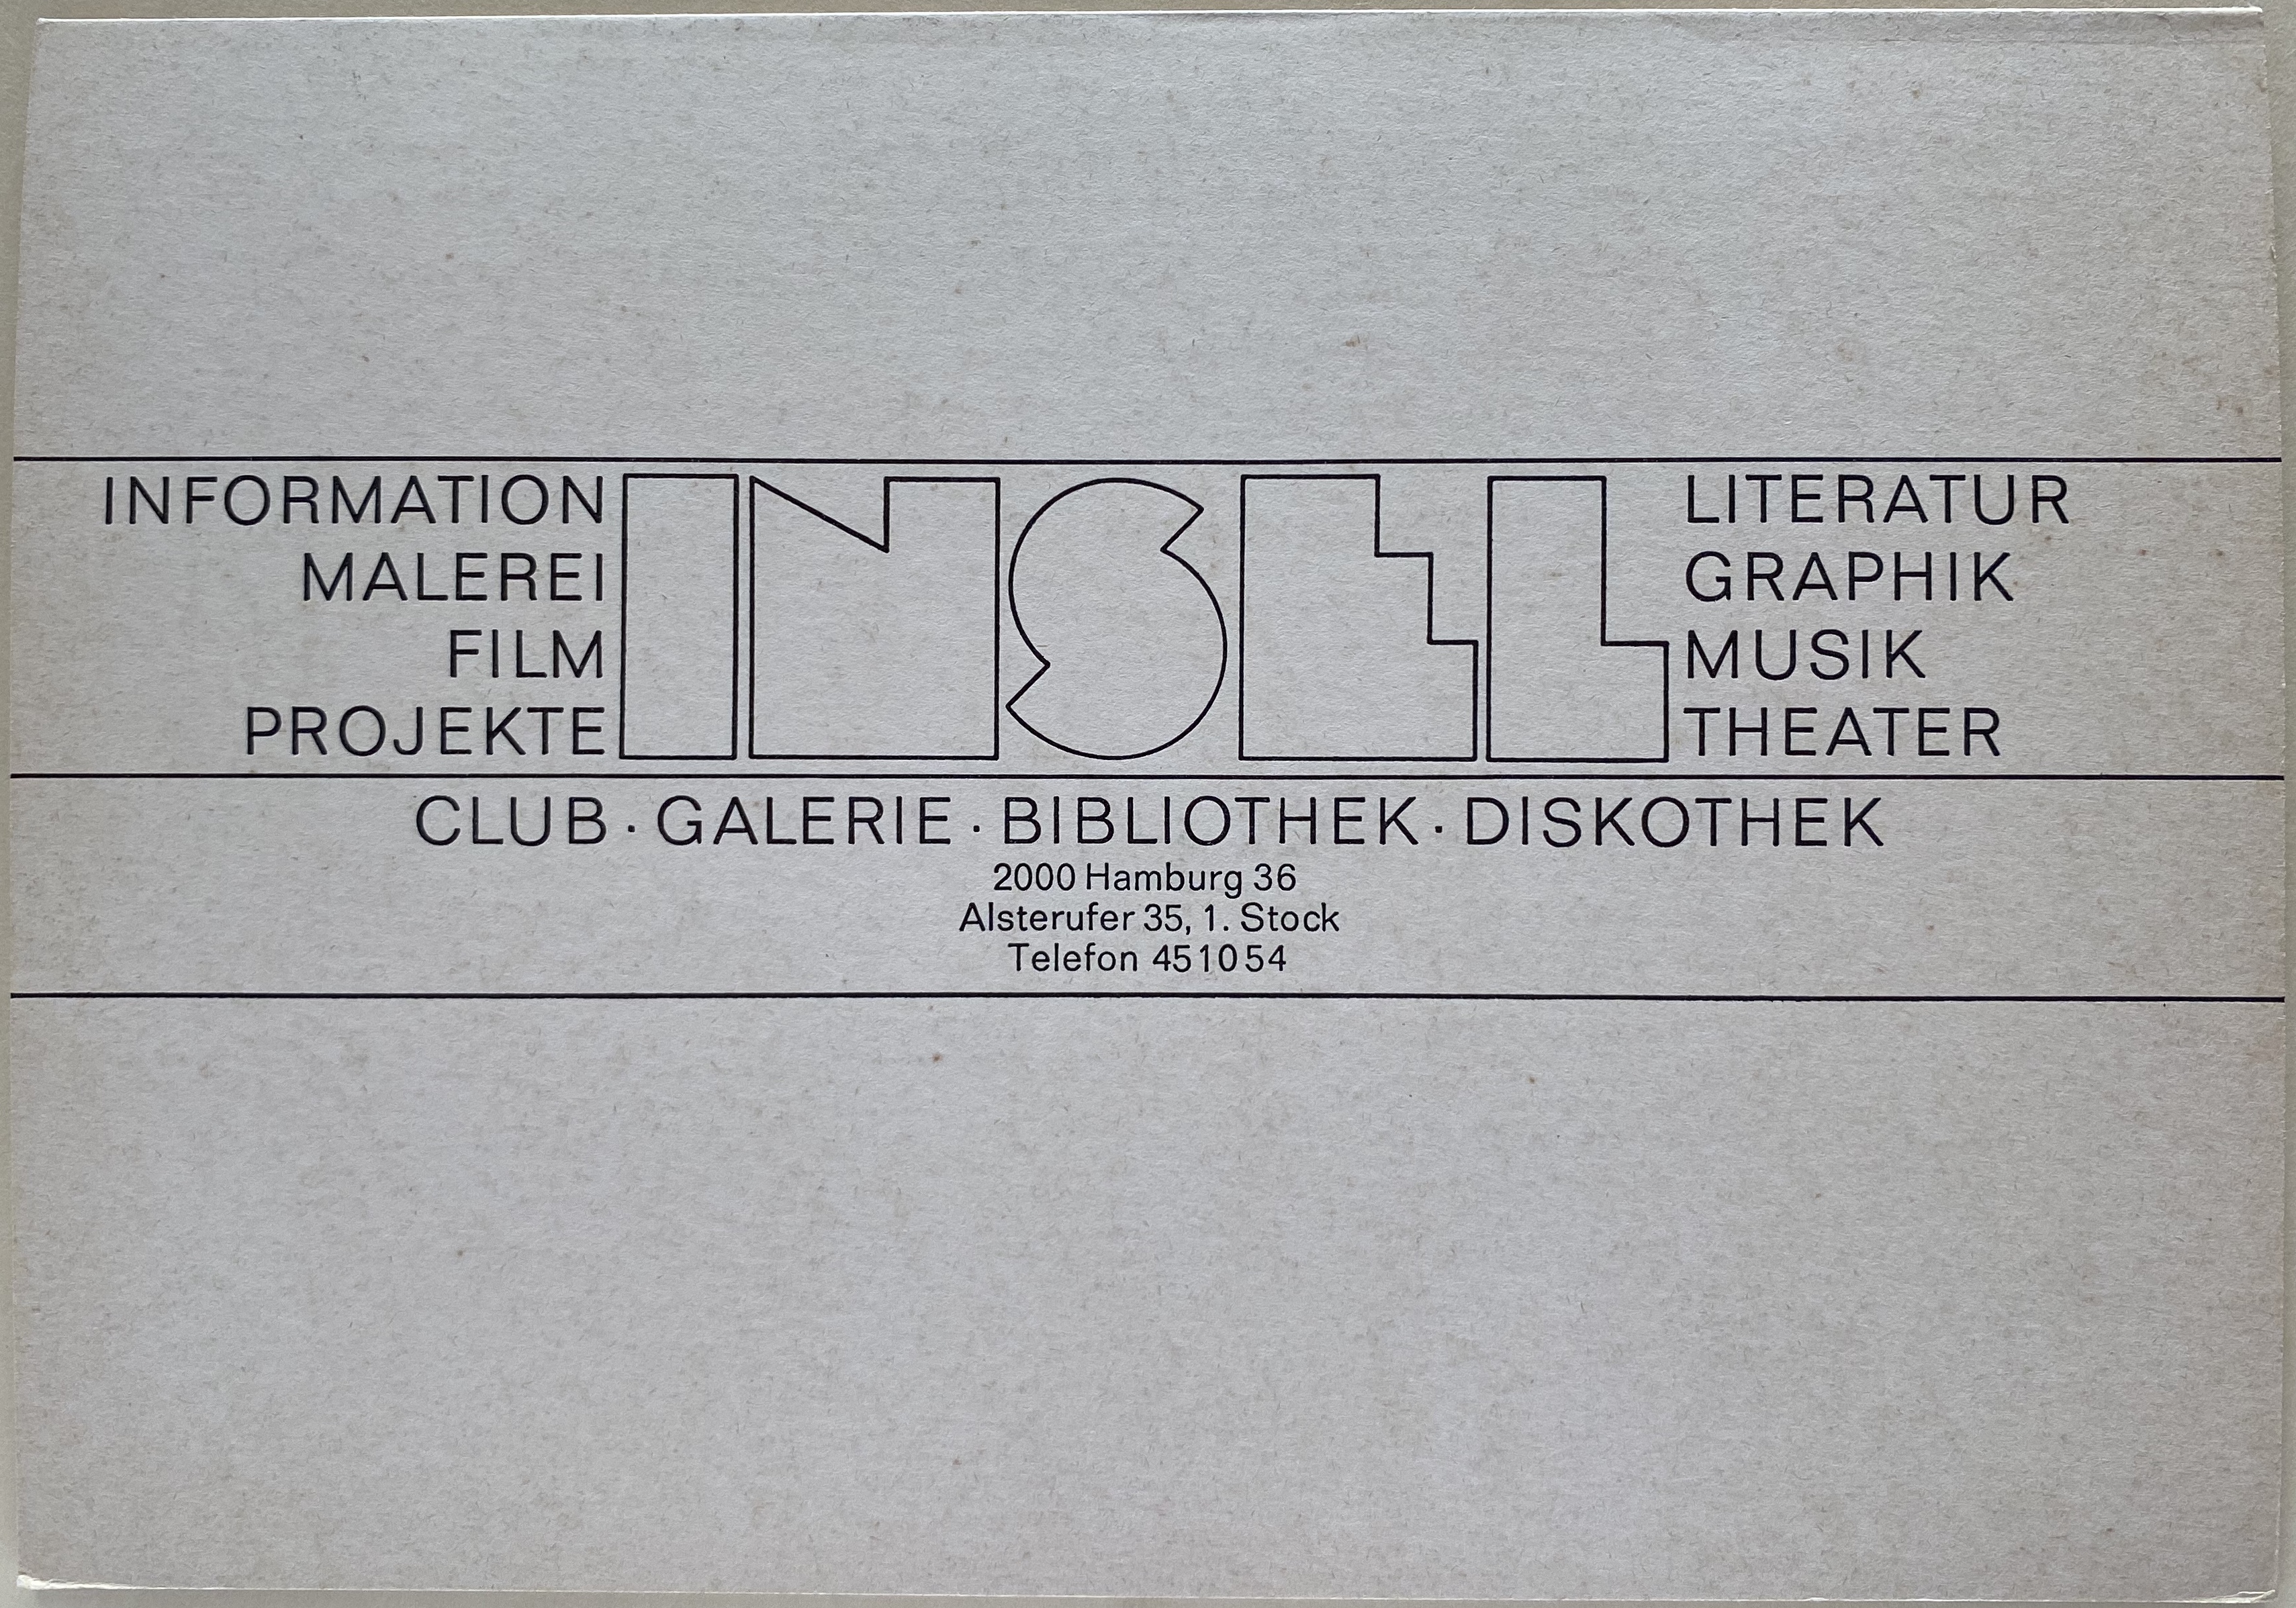 INFORMATION
MALEREI
FILM
PROJEKTE
INSEL
LITERATUR
GRAPHIK
MUSIK
THEATER
CLUB · GALERIE · BIBLIOTHEK · DISKOTHEK
2000 Hamburg 36
Alsterufer 35, 1. Stock
Telefon 451054